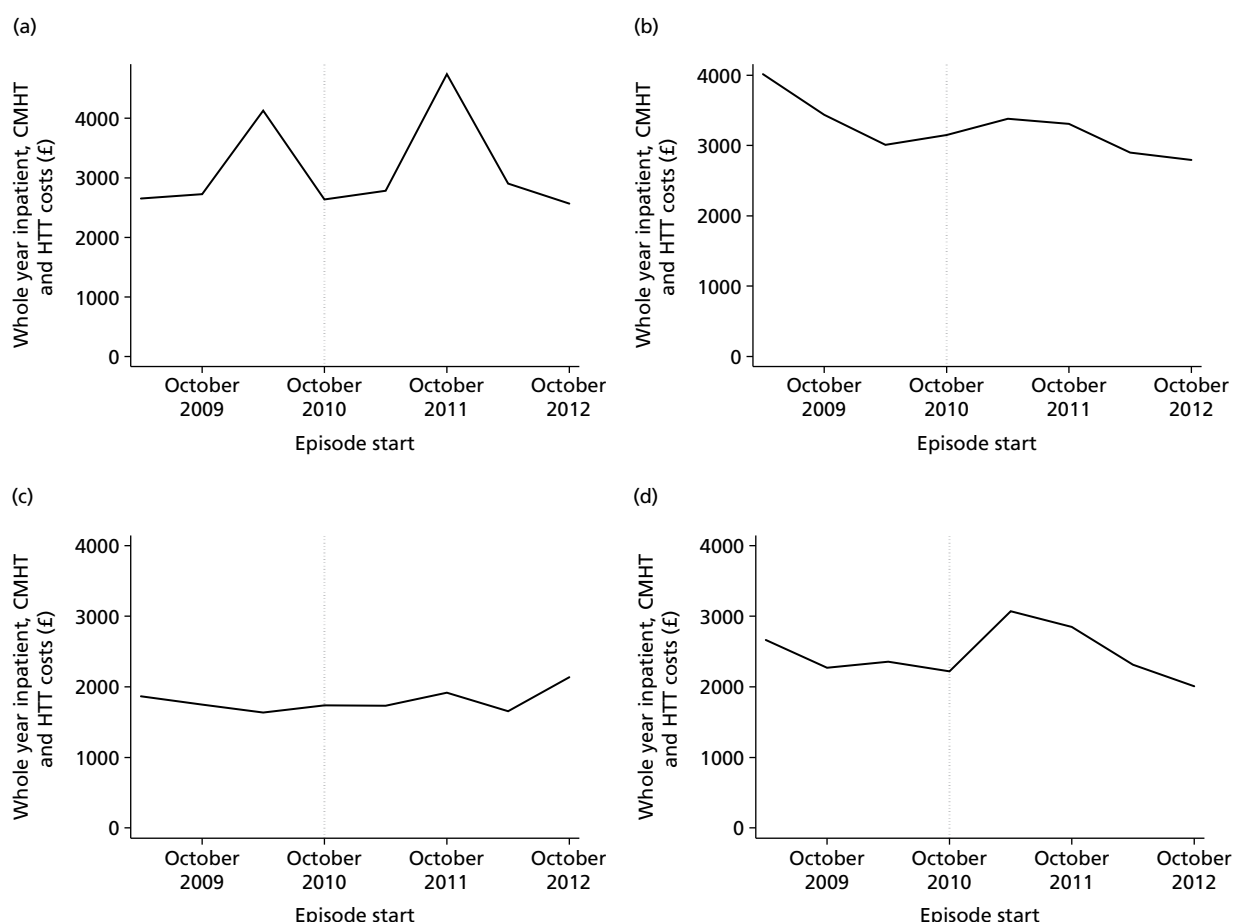 (a)
Whole year inpatient, CMHT
and HTT costs (£)
4000
3000
2000
1000
0
October
2009
October
2010
October
2011
October
2012
Episode start
(b)
Whole year inpatient, CMHT
and HTT costs (£)
4000
3000
2000
1000
0
October
2009
October
2010
October
2011
October
2012
Episode start
(c)
Whole year inpatient, CMHT
and HTT costs (£)
4000
3000
2000
1000
0
October
2009
October
2010
October
2011
October
2012
Episode start
(d)
Whole year inpatient, CMHT
and HTT costs (£)
4000
3000
2000
1000
0
October
2009
October
2010
October
2011
October
2012
Episode start